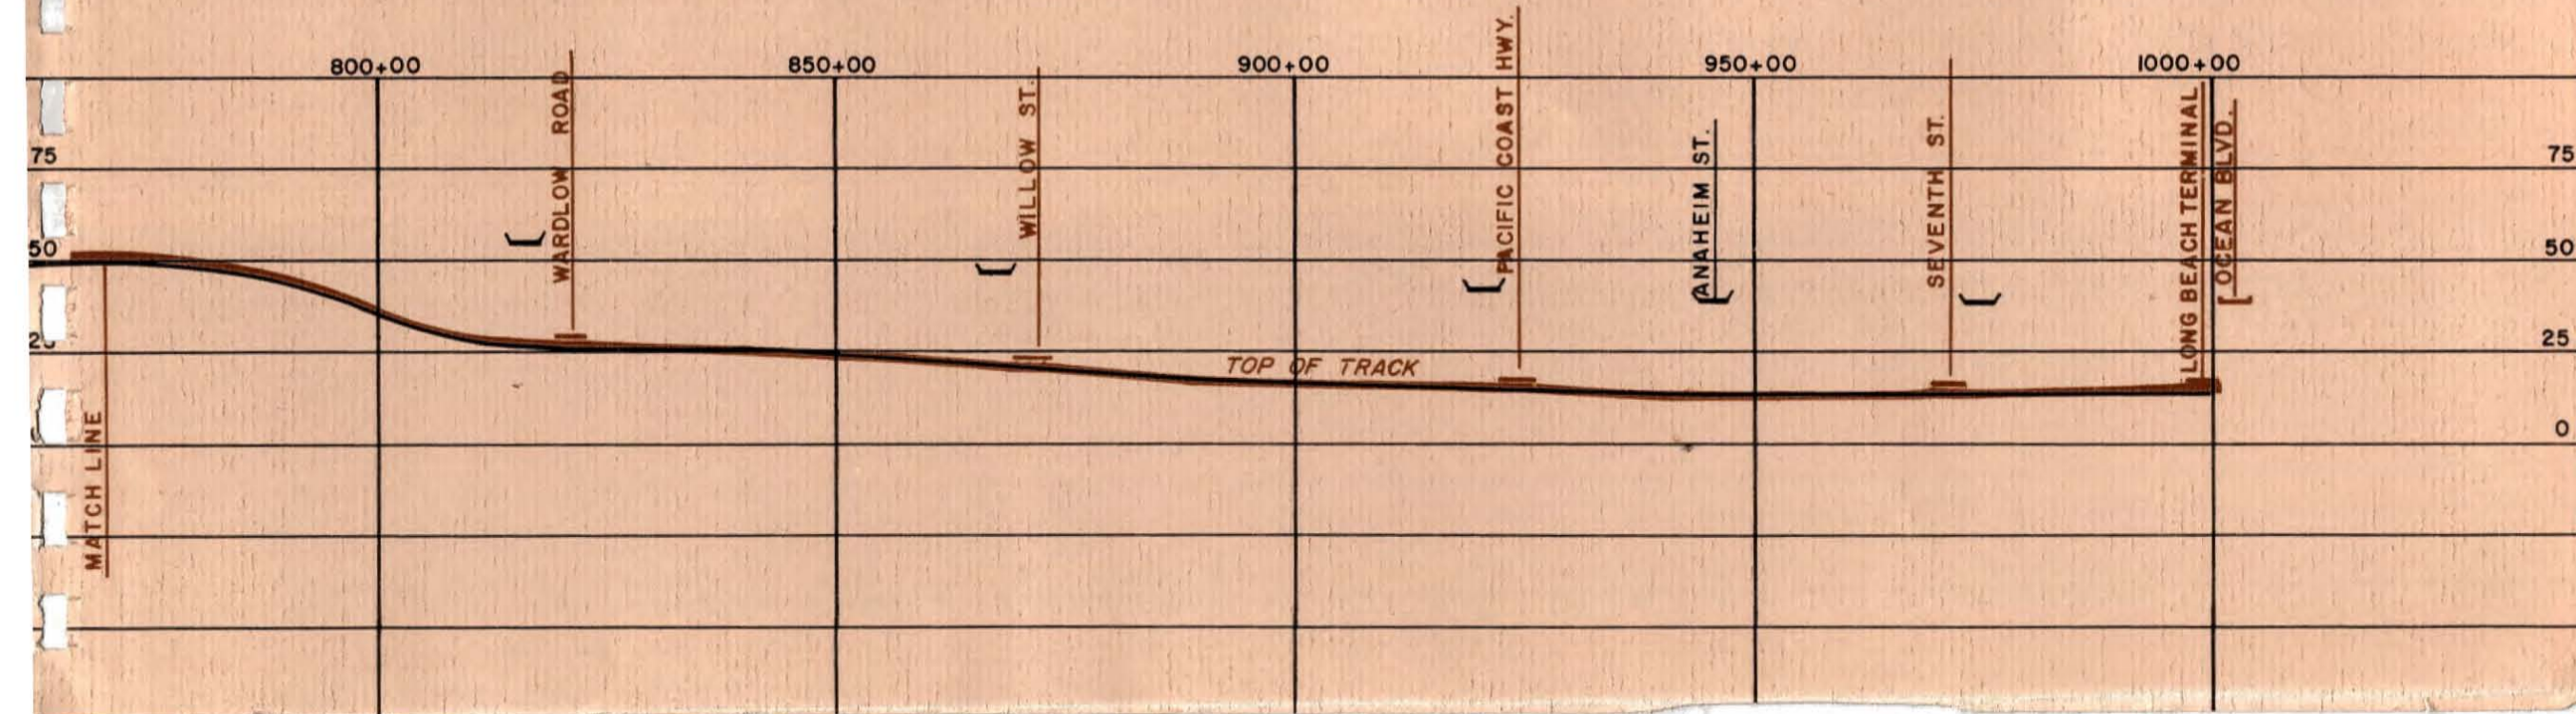 800+00
850+00
900+00
950+00
1000+00
WARDLOW ROAD
WILLOW ST.
PACIFIC COAST HWY.
ANAHEIM ST.
SEVENTH ST.
LONG BEACH TERMINAL
OCEAN BLVD.
75
75
50
50
25
25
TOP OF TRACK
0
MATCH LINE